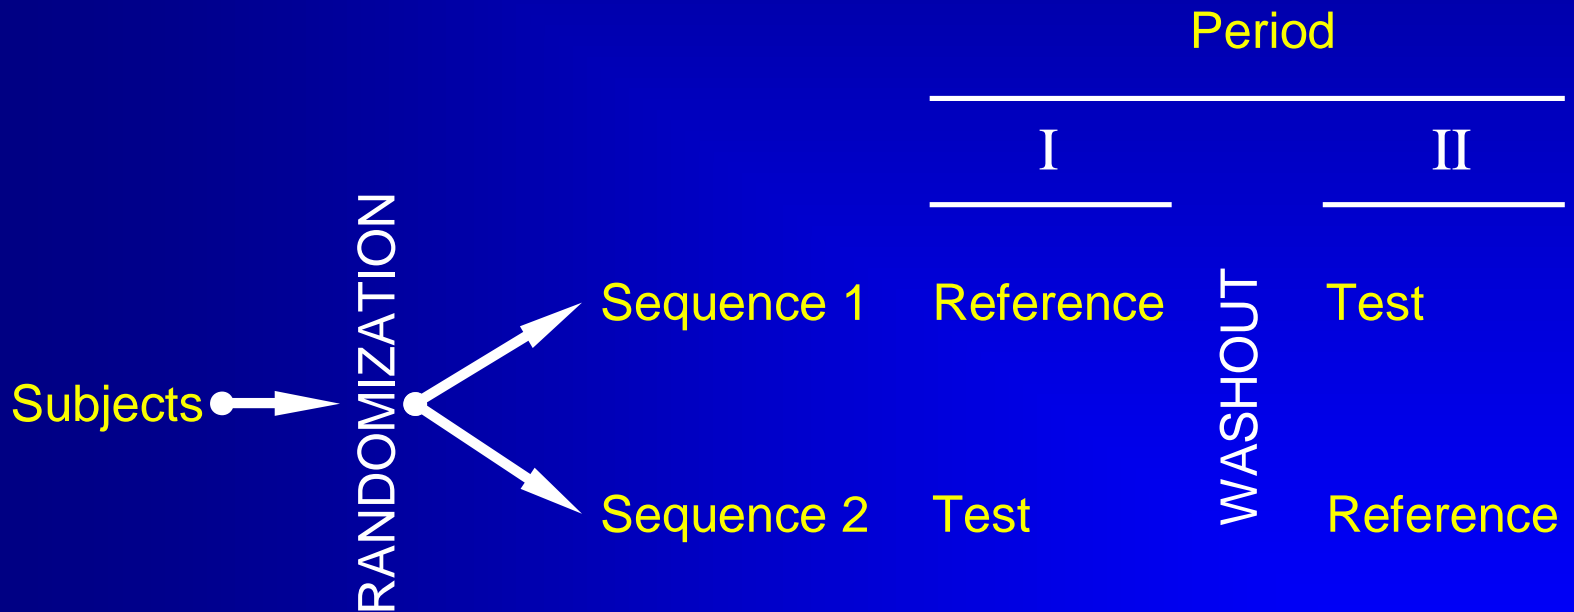 Period
I II
RANDOMIZATION
Sequence 1 Reference WASHOUT Test
Subjects
Sequence 2 Test Reference